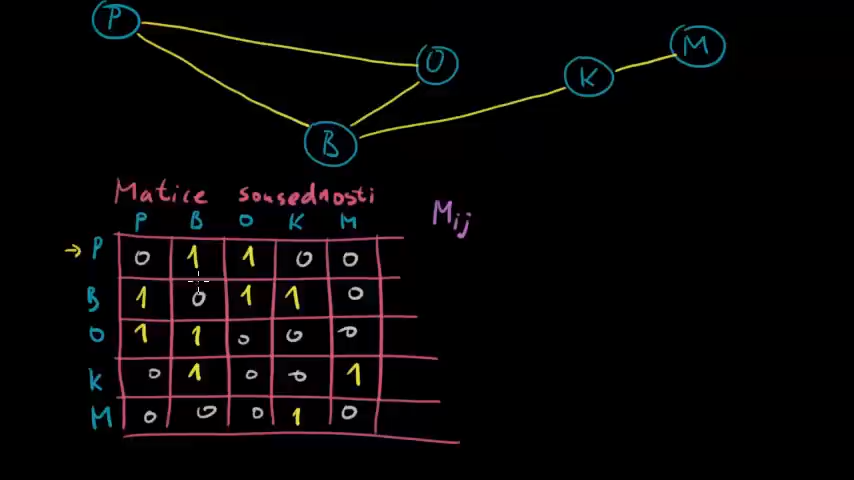 P
O
K
M
B
Matice sousednosti
Mij
P B O K M
P 0 1 1 0 0
B 1 0 1 1 0
O 1 1 0 0 0
K 0 1 0 0 1
M 0 0 0 1 0